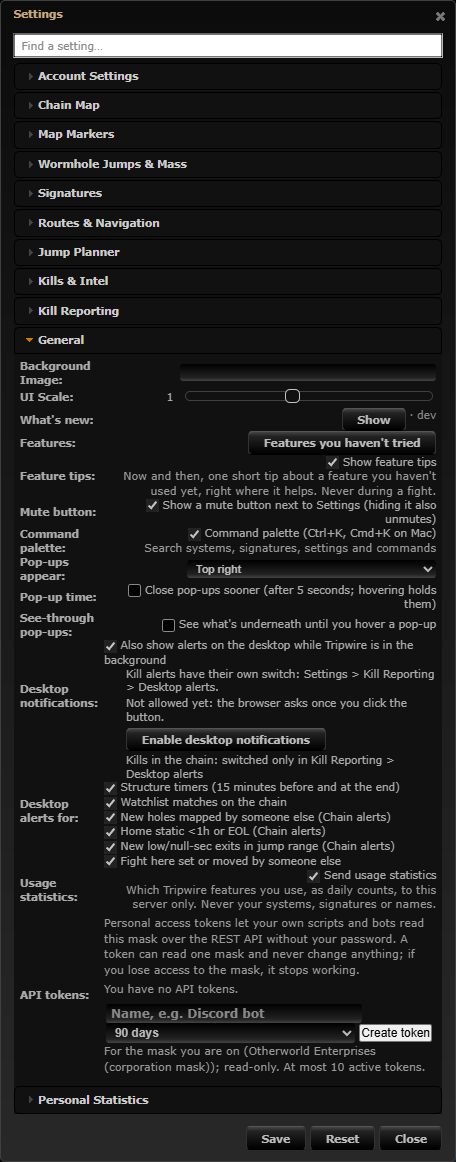 Settings
Find a setting...
Account Settings
Chain Map
Map Markers
Wormhole Jumps & Mass
Signatures
Routes & Navigation
Jump Planner
Kills & Intel
Kill Reporting
General
Background
Image:
UI Scale: 1
What's new: Show · dev
Features: Features you haven't tried
Feature tips: Show feature tips
Now and then, one short tip about a feature you haven't
used yet, right where it helps. Never during a fight.
Mute button: Show a mute button next to Settings (hiding it also
unmutes)
Command
palette:
Command palette (Ctrl+K, Cmd+K on Mac)
Search systems, signatures, settings and commands
Pop-ups
appear:
Top right
Pop-up time: Close pop-ups sooner (after 5 seconds; hovering holds
them)
See-through
pop-ups:
See what's underneath until you hover a pop-up
Desktop
notifications:
Also show alerts on the desktop while Tripwire is in the
background
Kill alerts have their own switch: Settings > Kill Reporting
> Desktop alerts.
Not allowed yet: the browser asks once you click the
button.
Enable desktop notifications
Kills in the chain: switched only in Kill Reporting >
Desktop alerts
Desktop
alerts for:
Structure timers (15 minutes before and at the end)
Watchlist matches on the chain
New holes mapped by someone else (Chain alerts)
Home static <1h or EOL (Chain alerts)
New low/null-sec exits in jump range (Chain alerts)
Fight here set or moved by someone else
Usage
statistics:
Send usage statistics
Which Tripwire features you use, as daily counts, to this
server only. Never your systems, signatures or names.
API tokens:
Personal access tokens let your own scripts and bots read
this mask over the REST API without your password. A
token can read one mask and never change anything; if
you lose access to the mask, it stops working.
You have no API tokens.
Name, e.g. Discord bot
90 days Create token
For the mask you are on (Otherworld Enterprises
(corporation mask)); read-only. At most 10 active tokens.
Personal Statistics
Save Reset Close